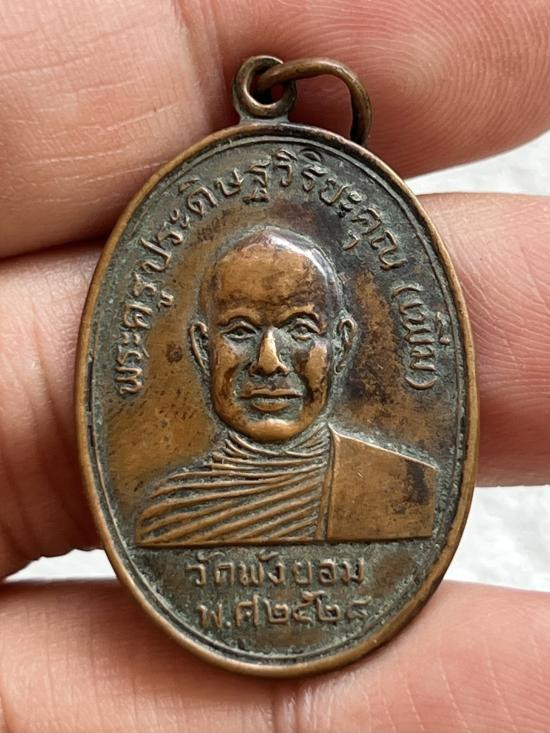 พระครูประดิษฐวิริยะคุณ (เพิ่ม)
วัดพังยอม
พ.ศ๒๕๒๘